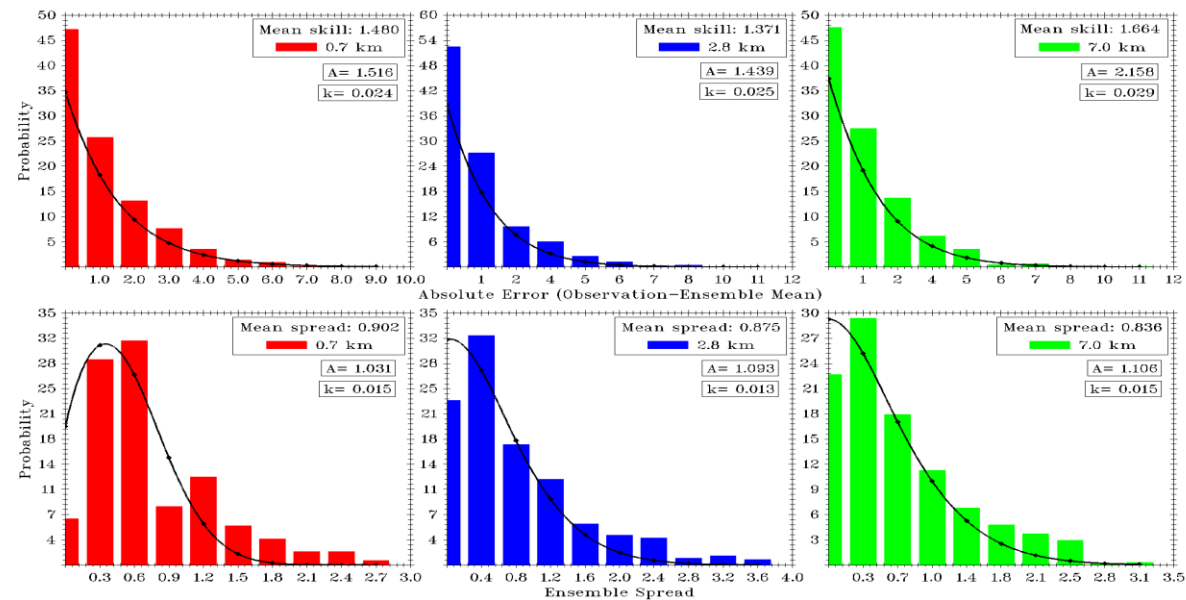 50
45
40
35
30
25
20
15
10
5
Probability
Mean skill: 1.480
0.7 km
A= 1.516
k= 0.024
1.0 2.0 3.0 4.0 5.0 6.0 7.0 8.0 9.0 10.0
60
54
48
42
36
30
24
18
12
6
Mean skill: 1.371
2.8 km
A= 1.439
k= 0.025
1 2 4 5 6 7 8 10 11 12
50
45
40
35
30
25
20
15
10
5
Mean skill: 1.664
7.0 km
A= 2.158
k= 0.029
1 2 4 5 6 7 8 10 11 12
Absolute Error (Observation-Ensemble Mean)
35
32
28
25
21
18
14
11
7
4
Probability
Mean spread: 0.902
0.7 km
A= 1.031
k= 0.015
0.3 0.6 0.9 1.2 1.5 1.8 2.1 2.4 2.7 3.0
35
32
28
25
21
18
14
11
7
4
Mean spread: 0.875
2.8 km
A= 1.093
k= 0.013
0.4 0.8 1.2 1.6 2.0 2.4 2.8 3.2 3.6 4.0
30
27
24
21
18
15
12
9
6
3
Mean spread: 0.836
7.0 km
A= 1.106
k= 0.015
0.3 0.7 1.0 1.4 1.8 2.1 2.5 2.8 3.1 3.5
Ensemble Spread